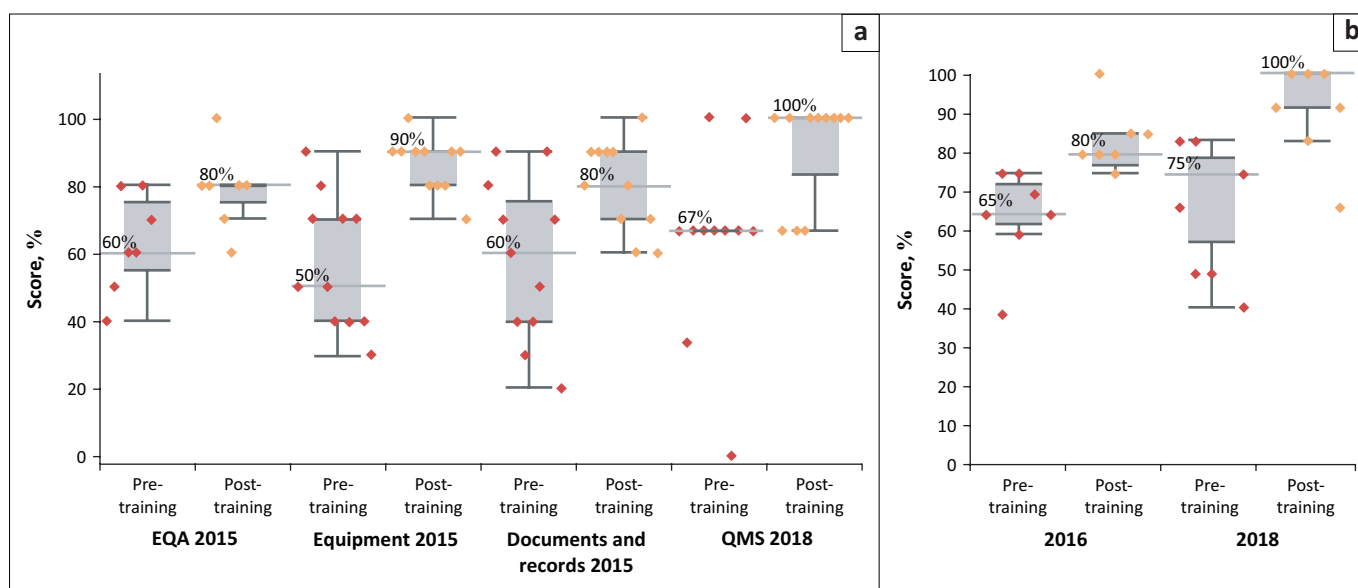 a
Score, %
100
80
60
40
20
0
60%
80%
50%
90%
60%
80%
67%
100%
Pre-
training
Post-
training
Pre-
training
Post-
training
Pre-
training
Post-
training
Pre-
training
Post-
training
EQA 2015
Equipment 2015
Documents and
records 2015
QMS 2018
b
Score, %
100
90
80
70
60
50
40
30
20
10
0
65%
80%
75%
100%
Pre-
training
Post-
training
Pre-
training
Post-
training
2016
2018